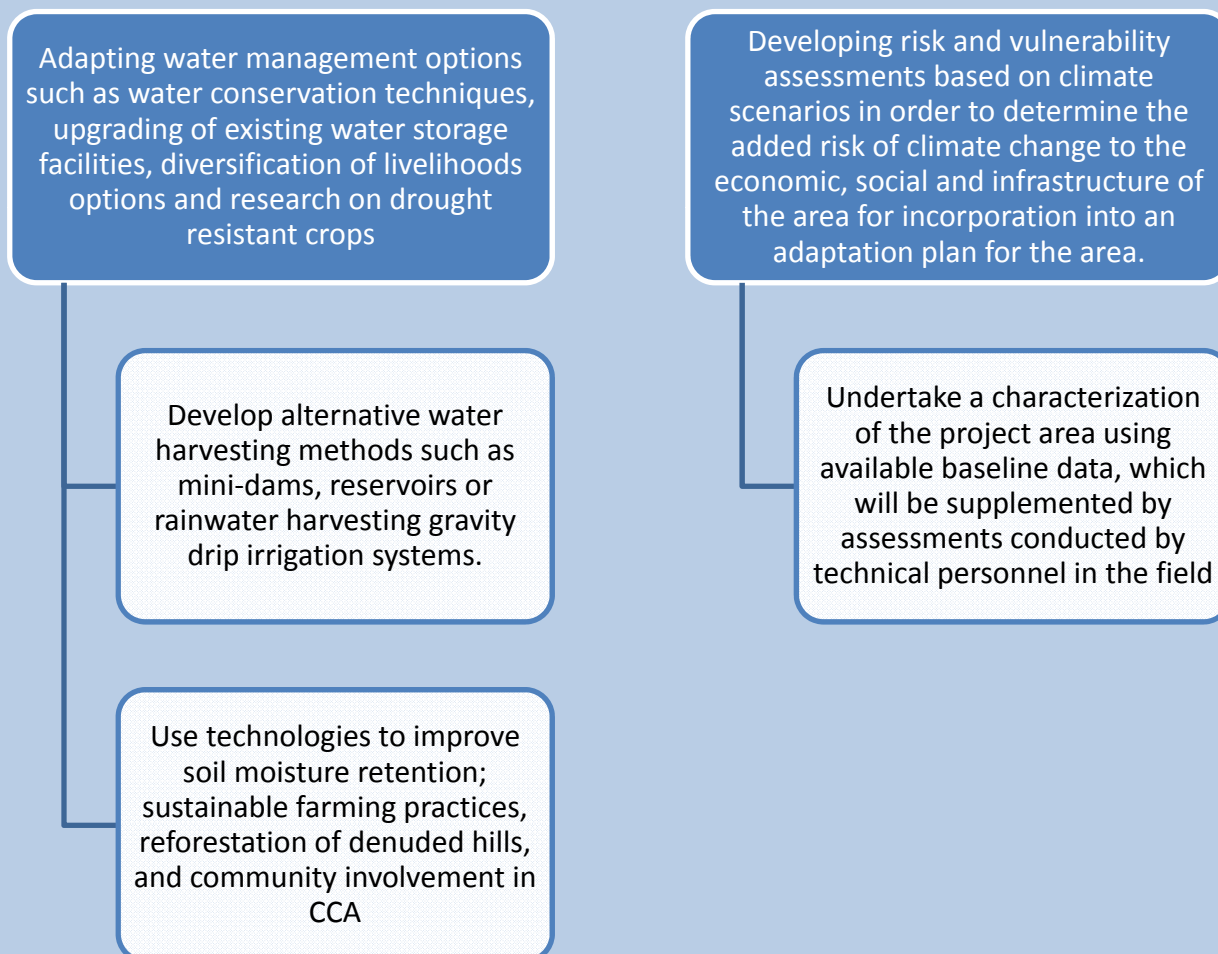 Adapting water management options
such as water conservation techniques,
upgrading of existing water storage
facilities, diversification of livelihoods
options and research on drought
resistant crops
Develop alternative water
harvesting methods such as
mini-dams, reservoirs or
rainwater harvesting gravity
drip irrigation systems.
Use technologies to improve
soil moisture retention;
sustainable farming practices,
reforestation of denuded hills,
and community involvement in
CCA
Developing risk and vulnerability
assessments based on climate
scenarios in order to determine the
added risk of climate change to the
economic, social and infrastructure of
the area for incorporation into an
adaptation plan for the area.
Undertake a characterization
of the project area using
available baseline data, which
will be supplemented by
assessments conducted by
technical personnel in the field